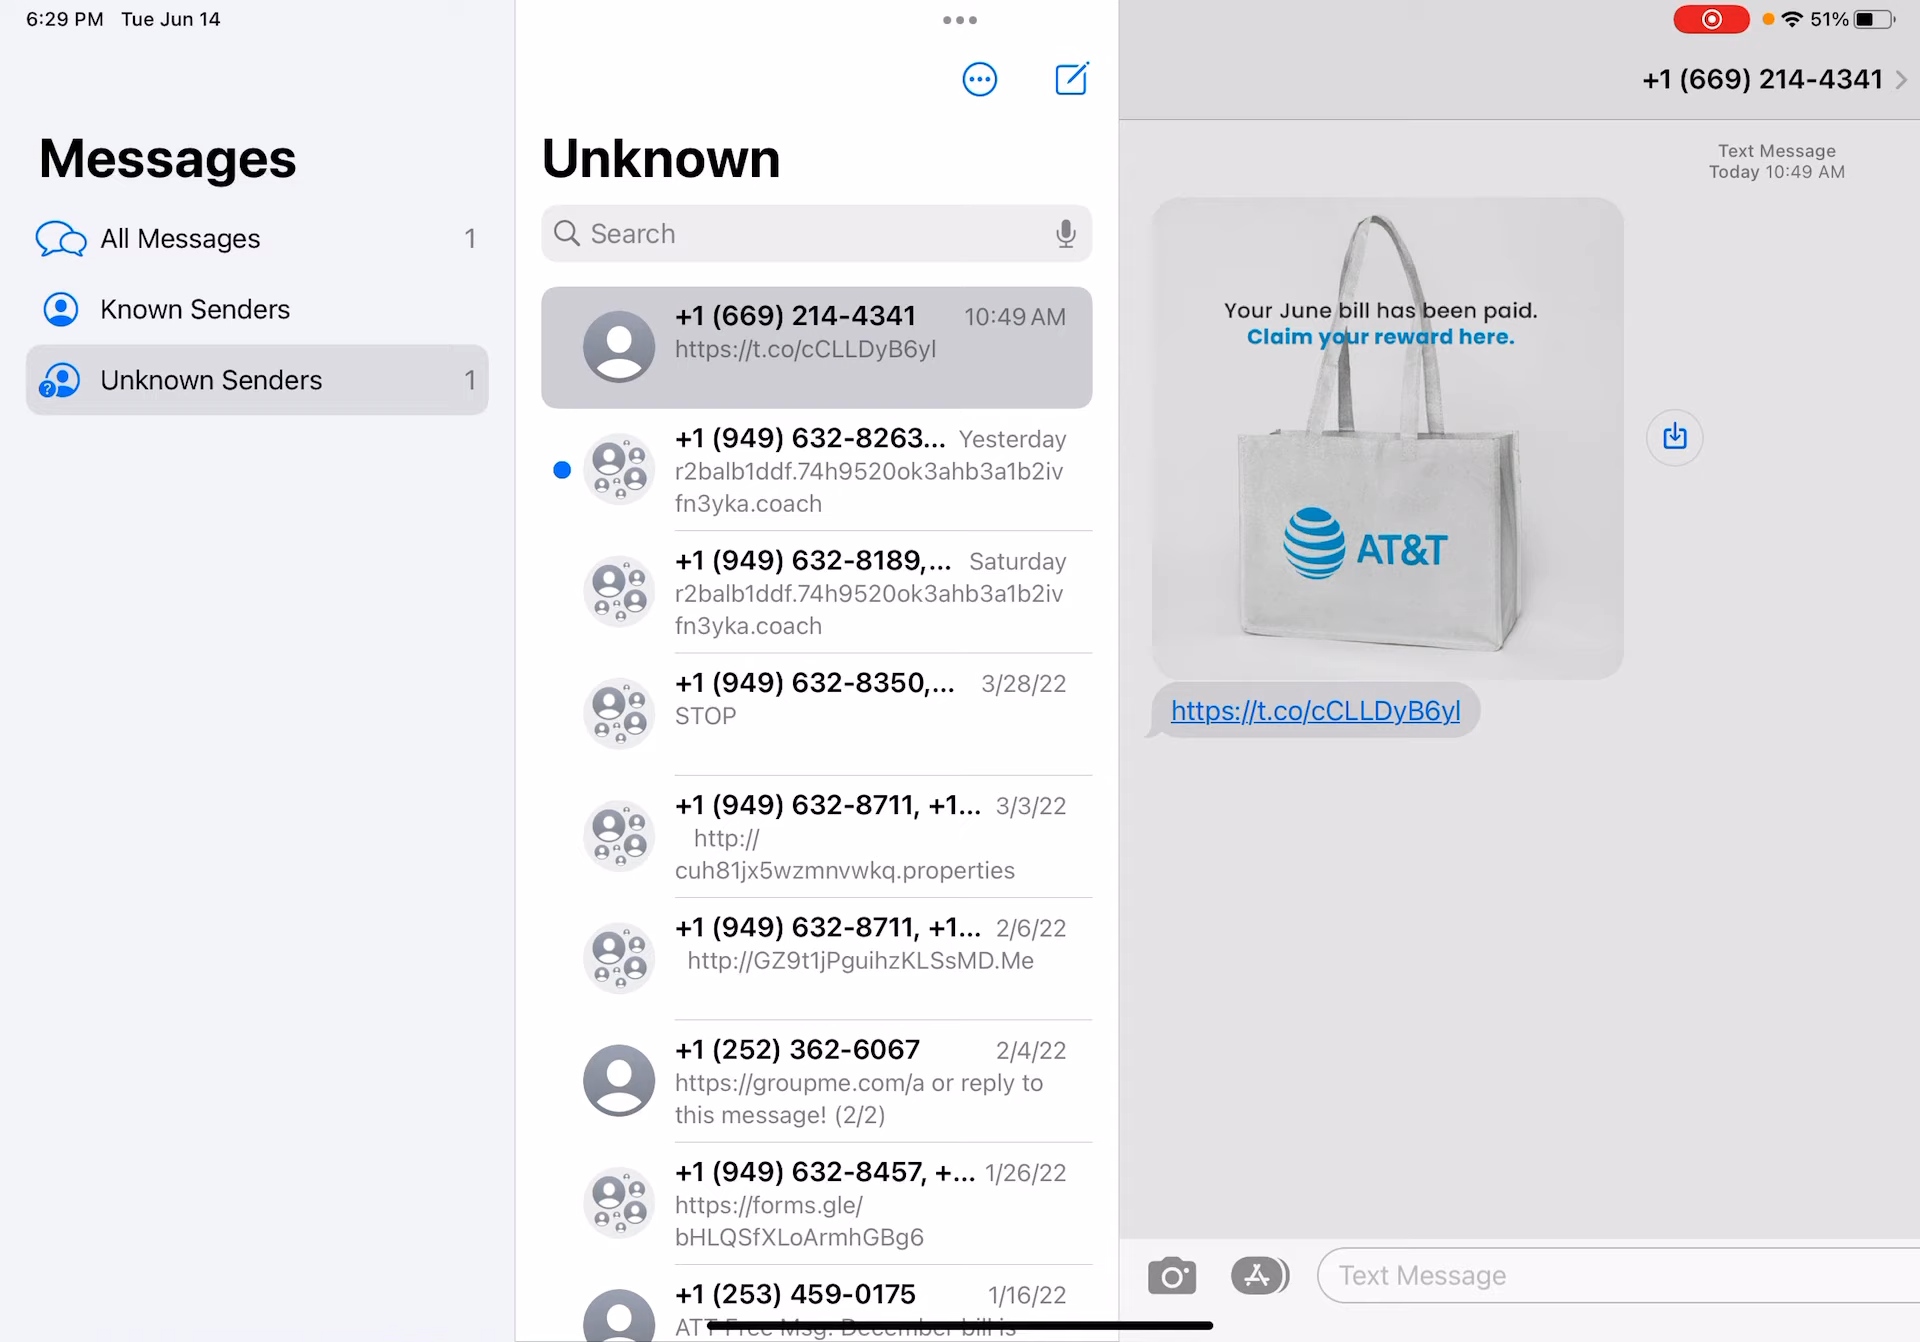 6:29 PM Tue Jun 14
51%
Messages
All Messages 1
Known Senders
Unknown Senders 1
Unknown
Search
+1 (669) 214-4341 10:49 AM
https://t.co/cCLLDyB6yl
+1 (949) 632-8263... Yesterday
r2balb1ddf.74h9520ok3ahb3a1b2iv
fn3yka.coach
+1 (949) 632-8189,... Saturday
r2balb1ddf.74h9520ok3ahb3a1b2iv
fn3yka.coach
+1 (949) 632-8350,... 3/28/22
STOP
+1 (949) 632-8711, +1... 3/3/22
http://
cuh81jx5wzmnvwkq.properties
+1 (949) 632-8711, +1... 2/6/22
http://GZ9t1jPguihzKLSsMD.Me
+1 (252) 362-6067 2/4/22
https://groupme.com/a or reply to
this message! (2/2)
+1 (949) 632-8457, +... 1/26/22
https://forms.gle/
bHLQSfXLoArmhGBg6
+1 (253) 459-0175 1/16/22
ATT Free Msg: December bill is
+1 (669) 214-4341
Text Message
Today 10:49 AM
Your June bill has been paid.
Claim your reward here.
AT&T
https://t.co/cCLLDyB6yl
Text Message